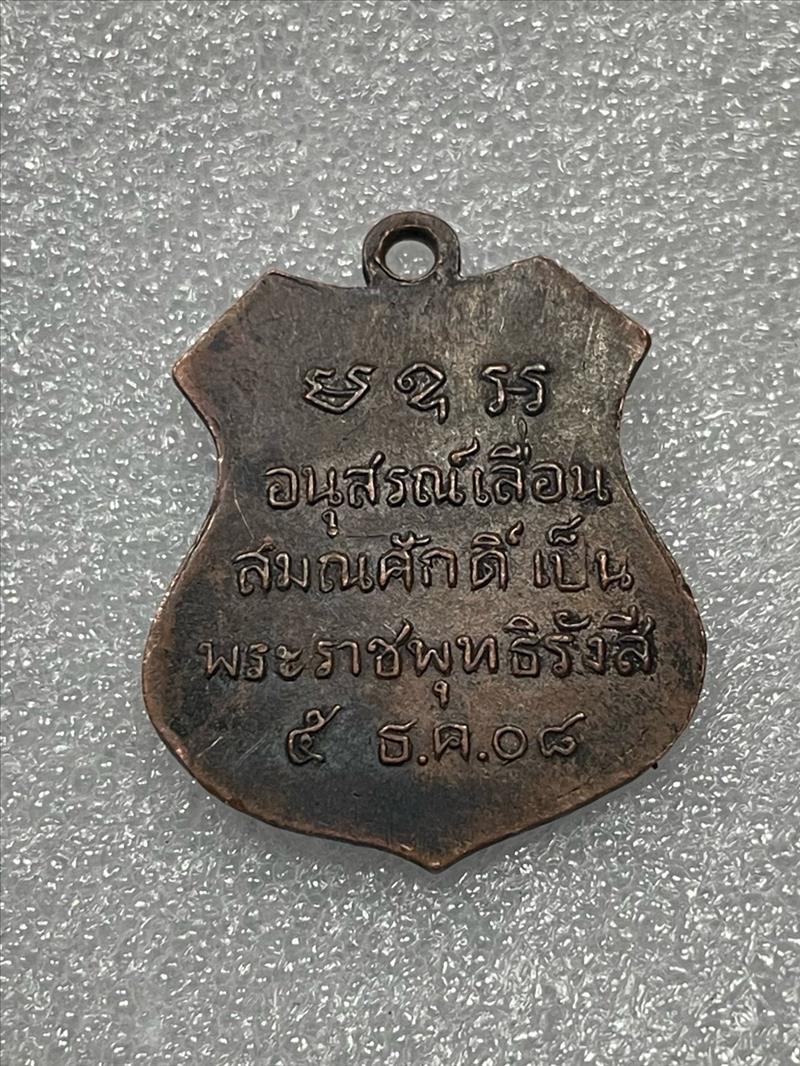 อนุสรณ์เลื่อน
สมณศักดิ์ เป็น
พระราชพุทธิรังสี
๕ ธ.ค.๐๘